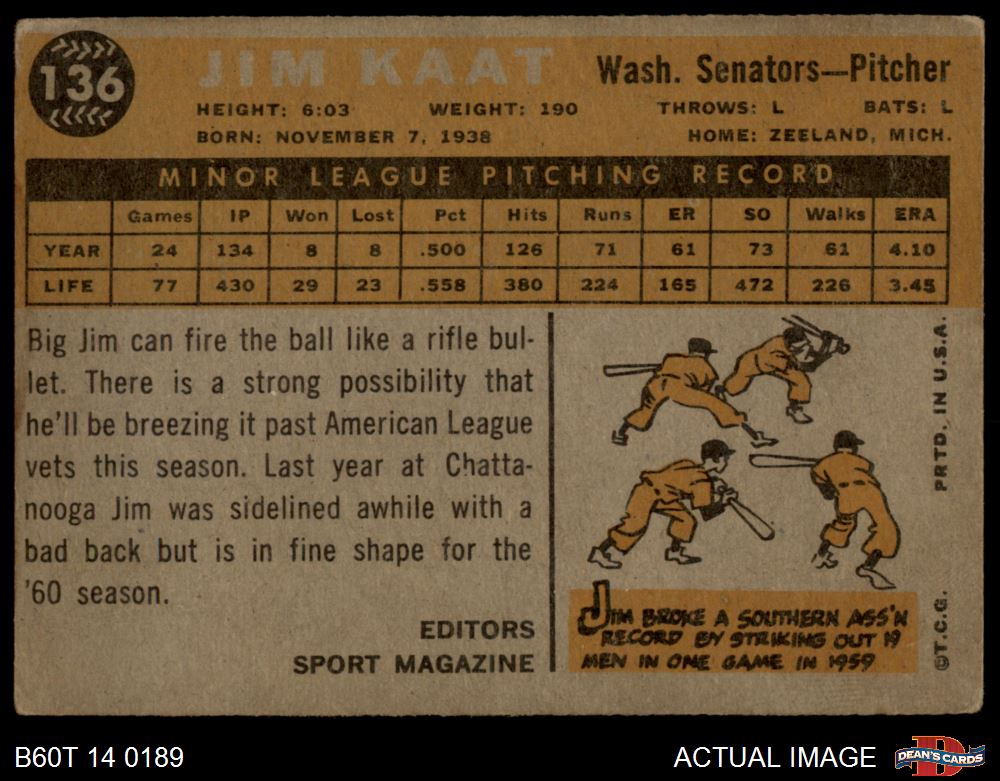 136
JIM KAAT
Wash. Senators—Pitcher
HEIGHT: 6:03 WEIGHT: 190 THROWS: L BATS: L
BORN: NOVEMBER 7, 1938 HOME: ZEELAND, MICH.
MINOR LEAGUE PITCHING RECORD
Games IP Won Lost Pct Hits Runs ER SO Walks ERA
YEAR 24 134 8 8 .500 126 71 61 73 61 4.10
LIFE 77 430 29 23 .558 380 224 165 472 226 3.45
Big Jim can fire the ball like a rifle bul-
let. There is a strong possibility that
he'll be breezing it past American League
vets this season. Last year at Chatta-
nooga Jim was sidelined awhile with a
bad back but is in fine shape for the
'60 season.
EDITORS
SPORT MAGAZINE
JIM BROKE A SOUTHERN ASS'N
RECORD BY STRIKING OUT 19
MEN IN ONE GAME IN 1959
©T.C.G. PRTD. IN U.S.A.
B60T 14 0189
ACTUAL IMAGE
D
DEAN'S CARDS